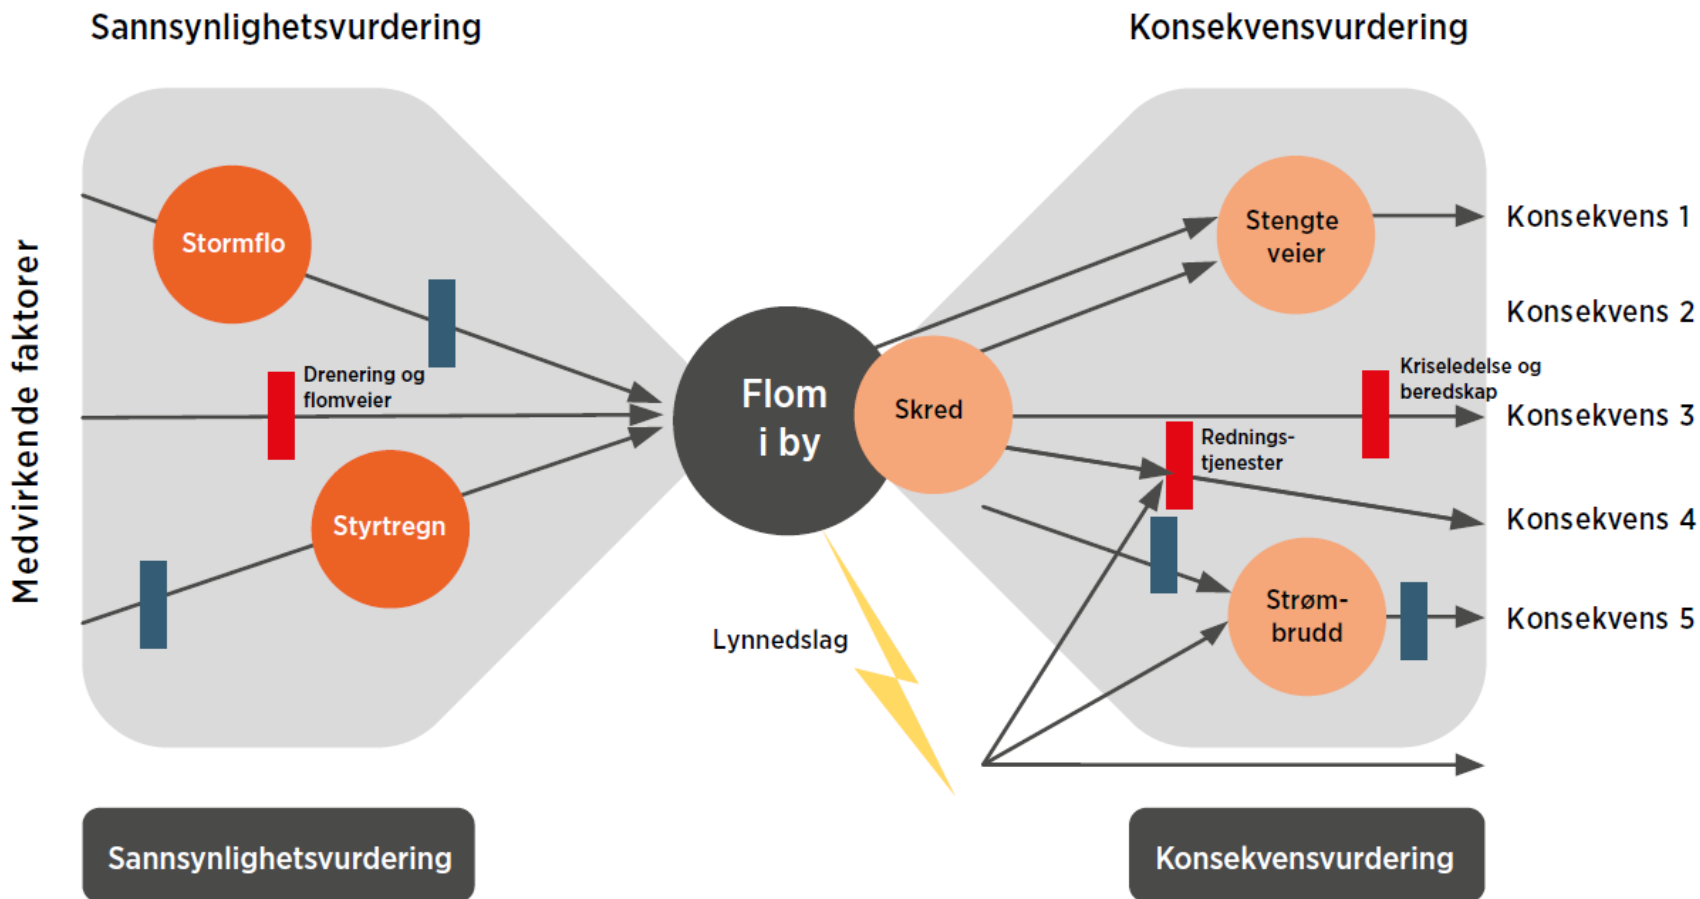 Sannsynlighetsvurdering
Konsekvensvurdering
Medvirkende faktorer
Stormflo
Drenering og
flomveier
Styrtregn
Flom
i by
Skred
Lynnedslag
Stengte
veier
Kriseledelse og
beredskap
Rednings-
tjenester
Strøm-
brudd
Konsekvens 1
Konsekvens 2
Konsekvens 3
Konsekvens 4
Konsekvens 5
Sannsynlighetsvurdering
Konsekvensvurdering